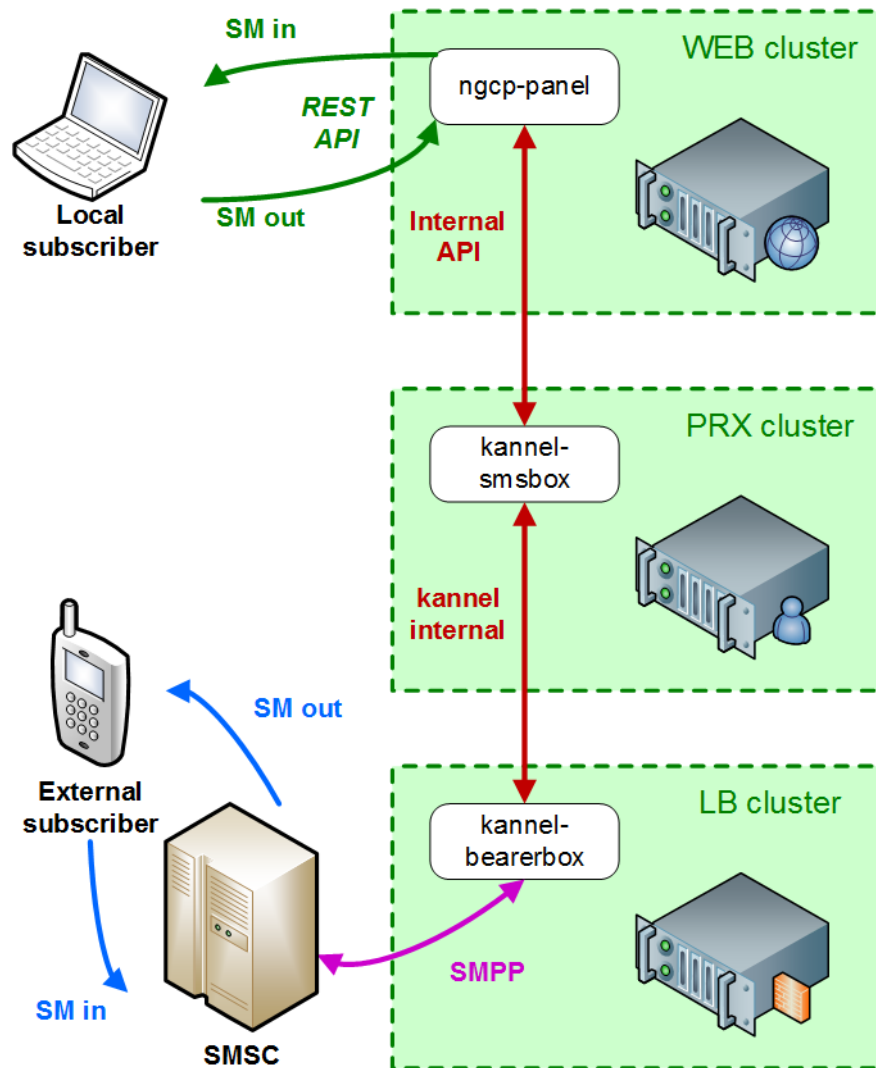 SM in
WEB cluster
ngcp-panel
REST
API
Local
subscriber
SM out
Internal
API
PRX cluster
kannel-
smsbox
kannel
internal
SM out
External
subscriber
LB cluster
kannel-
bearerbox
SMPP
SM in
SMSC